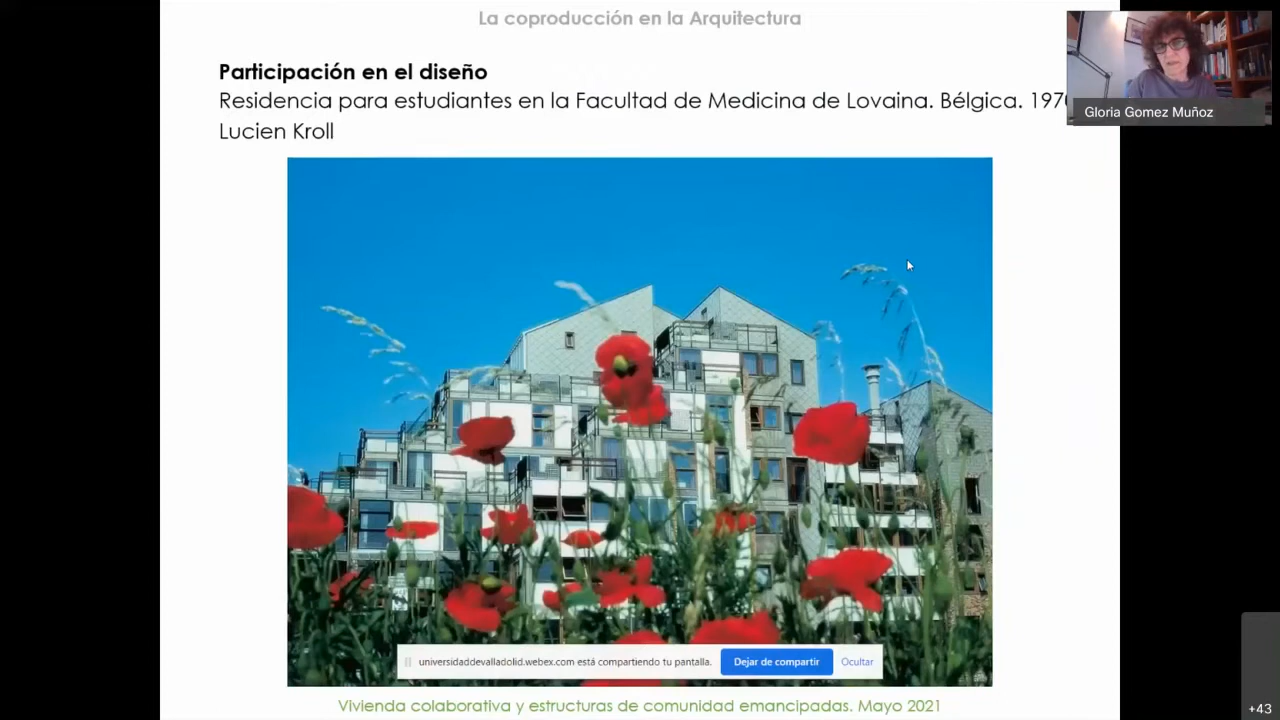 La coproducción en la Arquitectura
Participación en el diseño
Residencia para estudiantes en la Facultad de Medicina de Lovaina. Bélgica.
Lucien Kroll
Gloria Gomez Muñoz
universidaddevalladolid.webex.com está compartiendo tu pantalla.
Dejar de compartir
Ocultar
Vivienda colaborativa y estructuras de comunidad emancipadas. Mayo 2021
+43